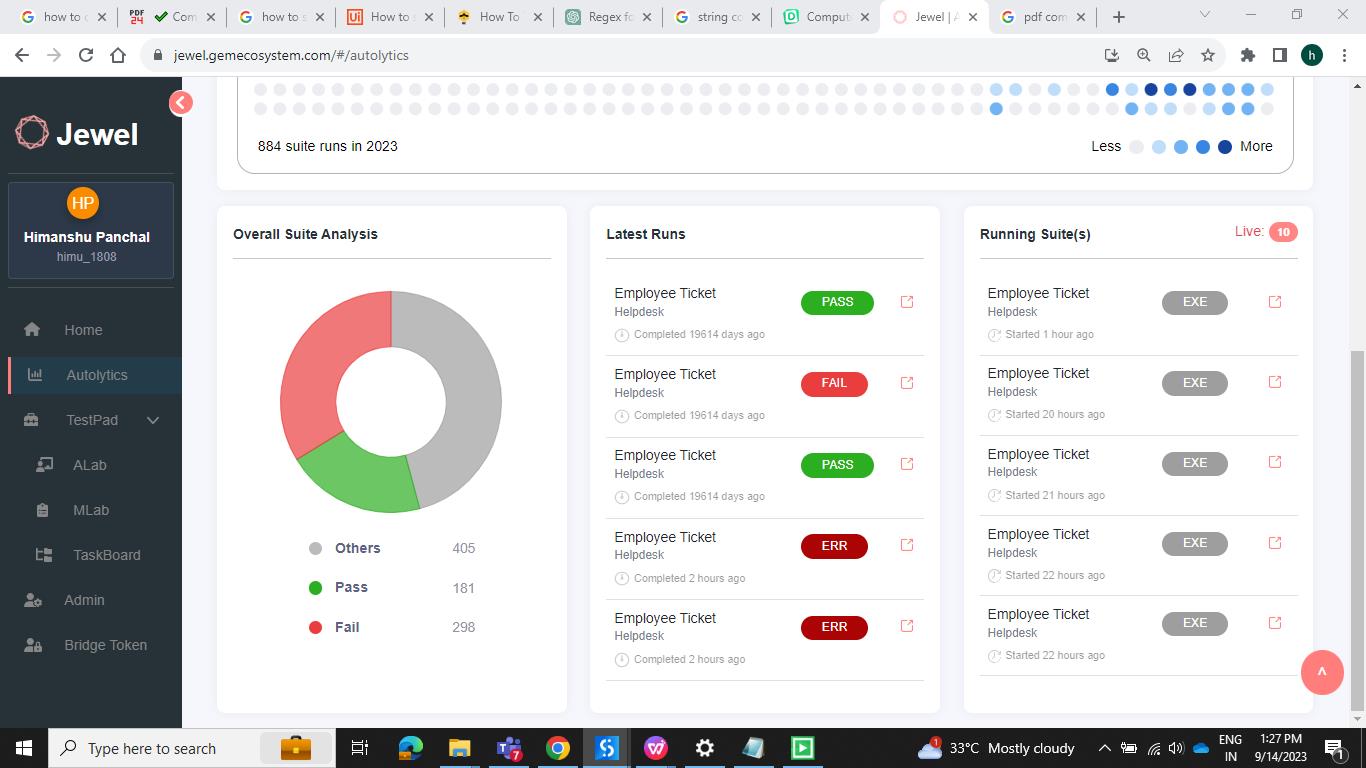 how to c
PDF 24
Com
how to s
Ui
How to s
How To
Regex fo
string co
Comput
Jewel | A
pdf com
jewel.gemecosystem.com/#/autolytics
h
Jewel
HP
Himanshu Panchal
himu_1808
Home
Autolytics
TestPad
ALab
MLab
TaskBoard
Admin
Bridge Token
884 suite runs in 2023
Less
More
Overall Suite Analysis
Others 405
Pass 181
Fail 298
Latest Runs
Employee Ticket
Helpdesk
PASS
Completed 19614 days ago
Employee Ticket
Helpdesk
FAIL
Completed 19614 days ago
Employee Ticket
Helpdesk
PASS
Completed 19614 days ago
Employee Ticket
Helpdesk
ERR
Completed 2 hours ago
Employee Ticket
Helpdesk
ERR
Completed 2 hours ago
Running Suite(s)
Live: 10
Employee Ticket
Helpdesk
EXE
Started 1 hour ago
Employee Ticket
Helpdesk
EXE
Started 20 hours ago
Employee Ticket
Helpdesk
EXE
Started 21 hours ago
Employee Ticket
Helpdesk
EXE
Started 22 hours ago
Employee Ticket
Helpdesk
EXE
Started 22 hours ago
^
Type here to search
7
1
33°C Mostly cloudy
ENG
IN
1:27 PM
9/14/2023
1